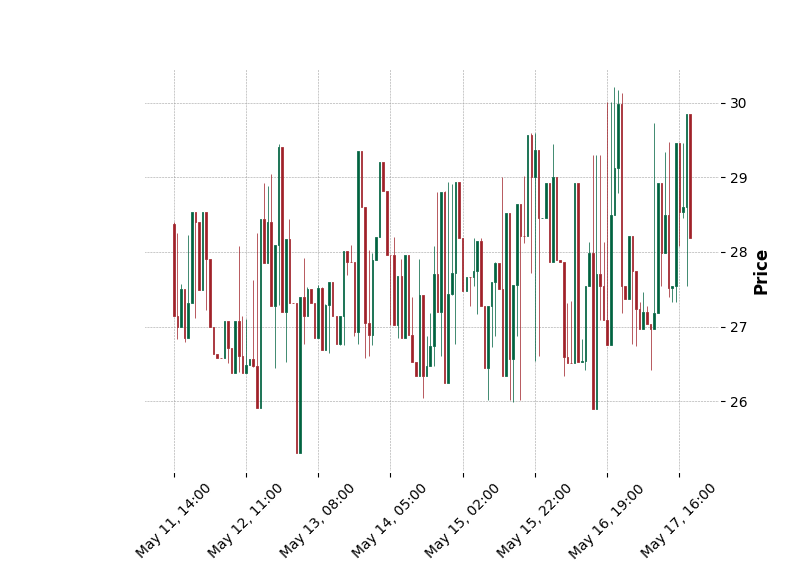 30
29
28
27
26
Price
May 11, 14:00
May 12, 11:00
May 13, 08:00
May 14, 05:00
May 15, 02:00
May 15, 22:00
May 16, 19:00
May 17, 16:00